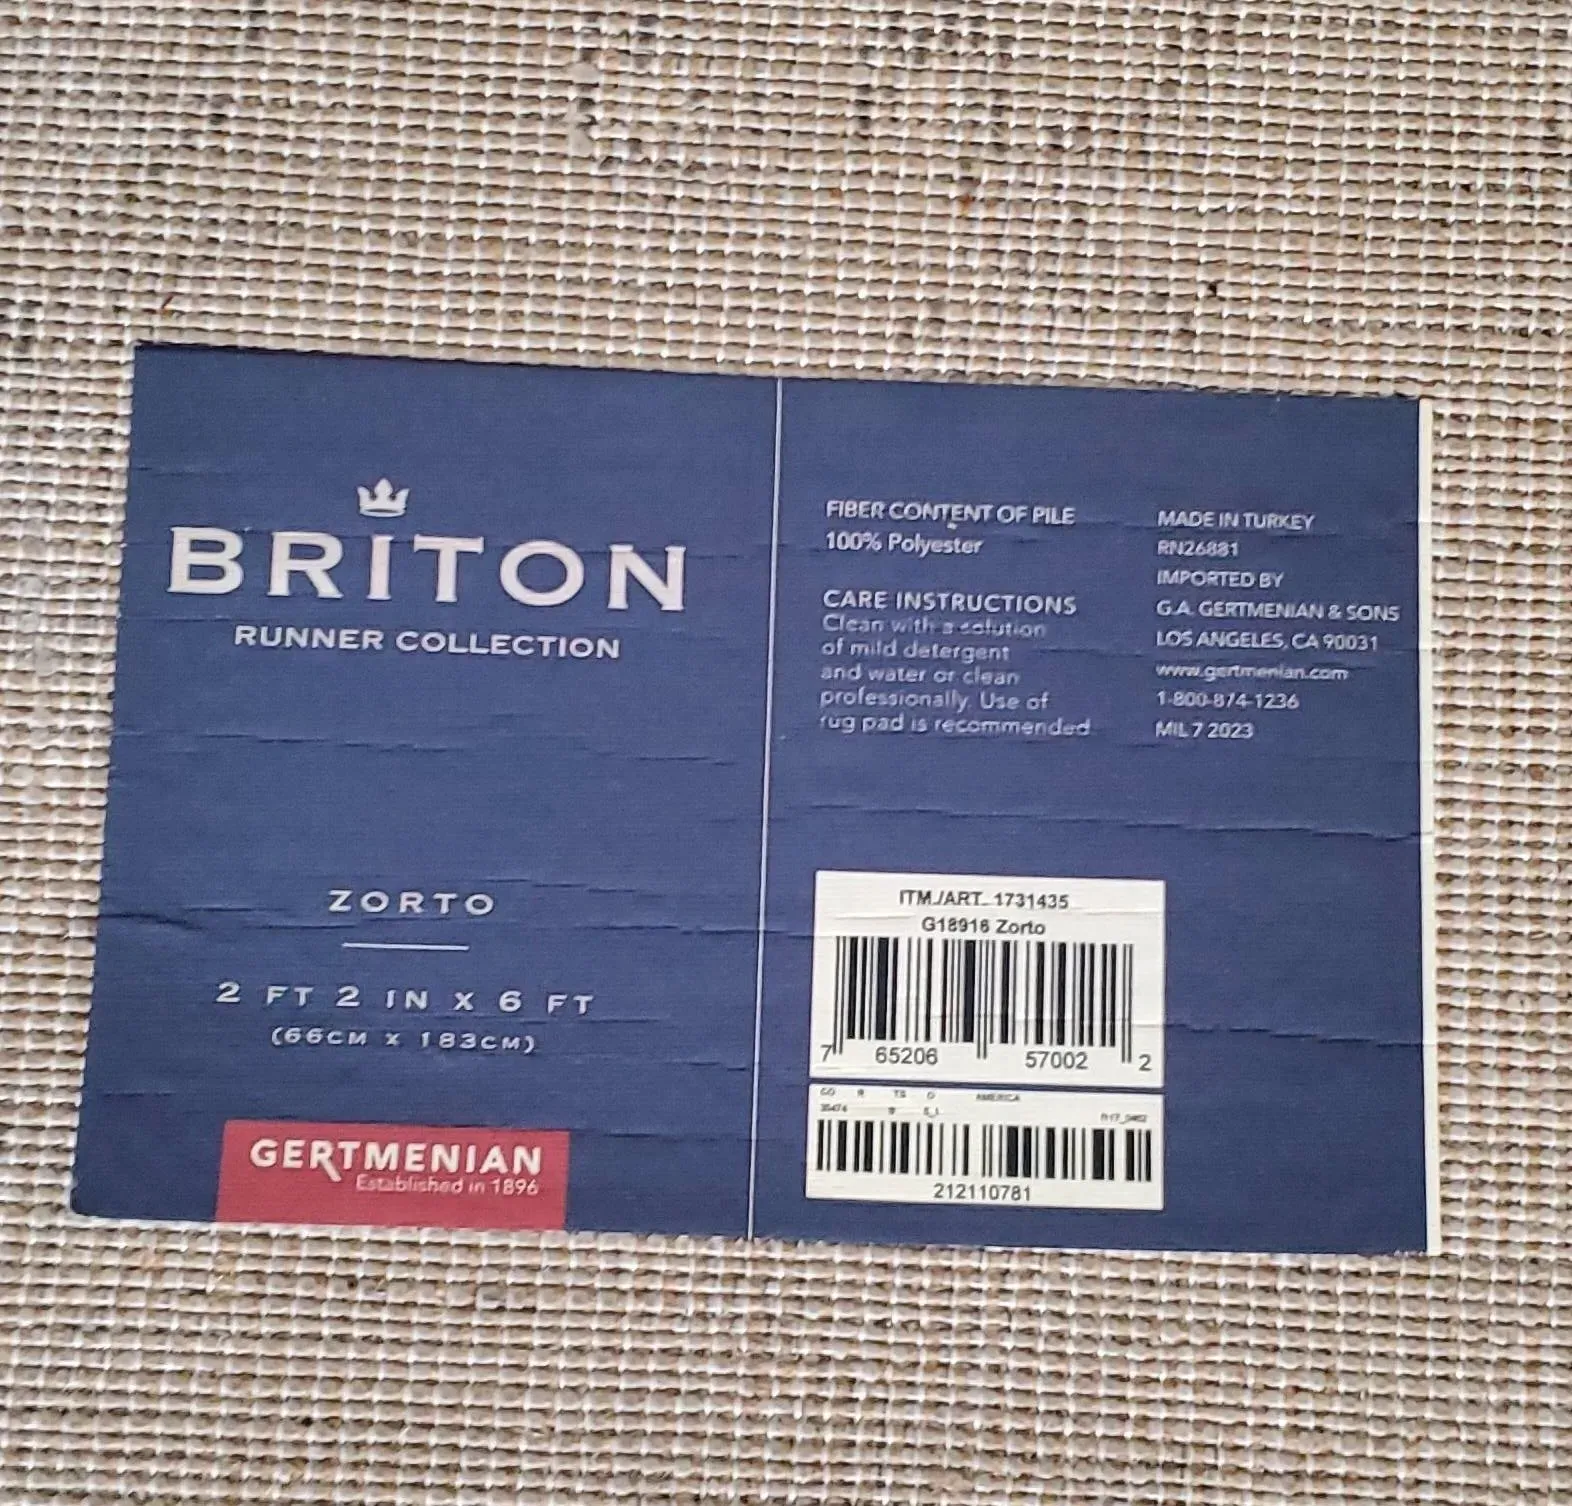 BRITON
RUNNER COLLECTION
ZORTO
2 FT 2 IN X 6 FT
(66CM X 183CM)
GERTMENIAN
Established in 1896
FIBER CONTENT OF PILE
100% Polyester
CARE INSTRUCTIONS
Clean with a solution
of mild detergent
and water or clean
professionally. Use of
rug pad is recommended.
MADE IN TURKEY
RN26881
IMPORTED BY
G.A. GERTMENIAN & SONS
LOS ANGELES, CA 90031
www.gertmenian.com
1-800-874-1236
MIL 7 2023
ITM./ART. 1731435
G18916 Zorto
7 65206 57002 2
AMERICA
212110781